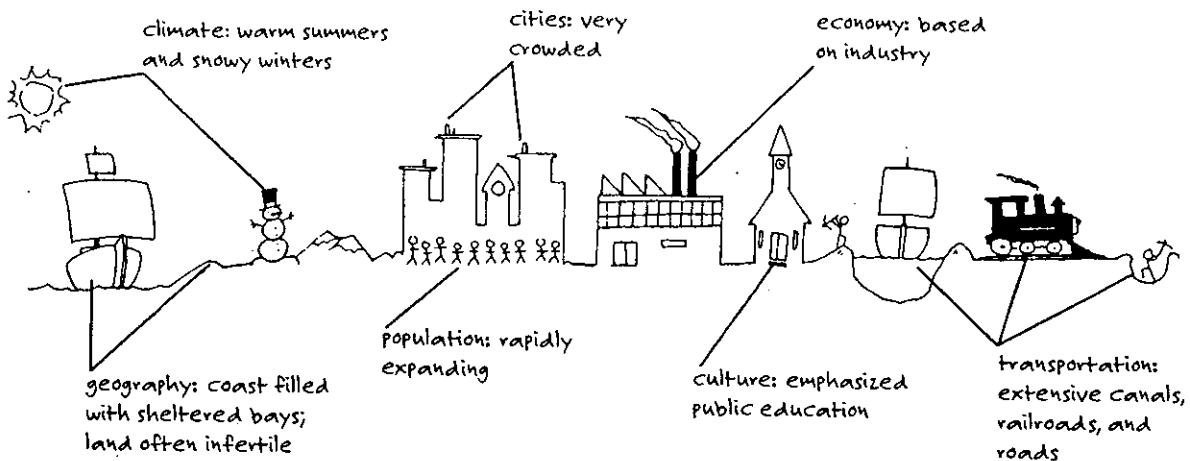 climate: warm summers
and snowy winters
cities: very
crowded
economy: based
on industry
population: rapidly
expanding
geography: coast filled
with sheltered bays;
land often infertile
culture: emphasized
public education
transportation:
extensive canals,
railroads, and
roads